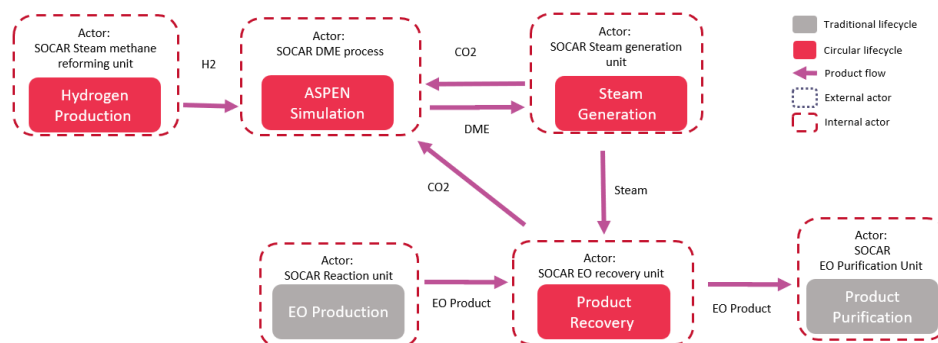 Actor:
SOCAR Steam methane
reforming unit
Hydrogen
Production
H2
Actor:
SOCAR DME process
ASPEN
Simulation
CO2
DME
Actor:
SOCAR Steam generation
unit
Steam
Generation
Traditional lifecycle
Circular lifecycle
Product flow
External actor
Internal actor
CO2
Steam
Actor:
SOCAR Reaction unit
EO Production
EO Product
Actor:
SOCAR EO recovery unit
Product
Recovery
EO Product
Actor:
SOCAR
EO Purification Unit
Product
Purification